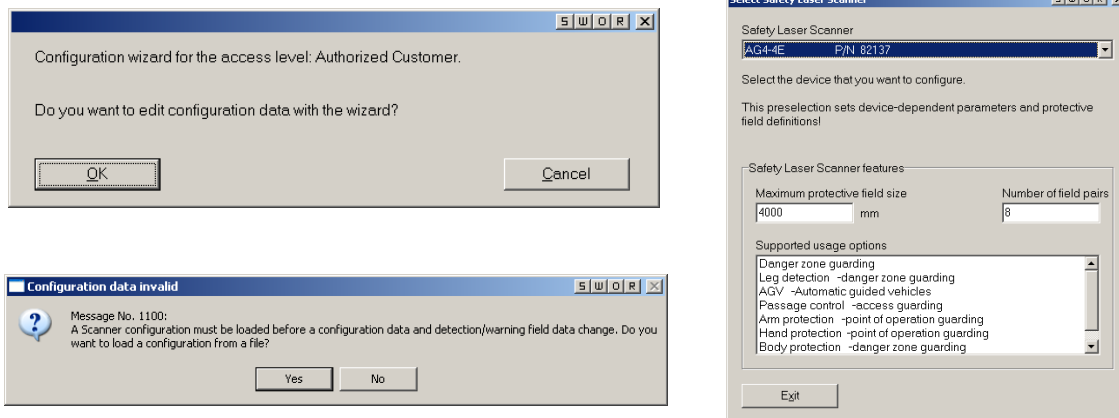 S W O R X
Configuration wizard for the access level: Authorized Customer.
Do you want to edit configuration data with the wizard?
OK
Cancel
Configuration data invalid
S W O R X
Message No. 1100:
A Scanner configuration must be loaded before a configuration data and detection/warning field data change. Do you
want to load a configuration from a file?
Yes
No
Select Safety Laser Scanner
S W O R X
Safety Laser Scanner
AG4-4E P/N 82137
Select the device that you want to configure.
This preselection sets device-dependent parameters and protective
field definitions!
Safety Laser Scanner features
Maximum protective field size
Number of field pairs
4000 mm
8
Supported usage options
Danger zone guarding
Leg detection -danger zone guarding
AGV -Automatic guided vehicles
Passage control -access guarding
Arm protection -point of operation guarding
Hand protection -point of operation guarding
Body protection -danger zone guarding
Exit